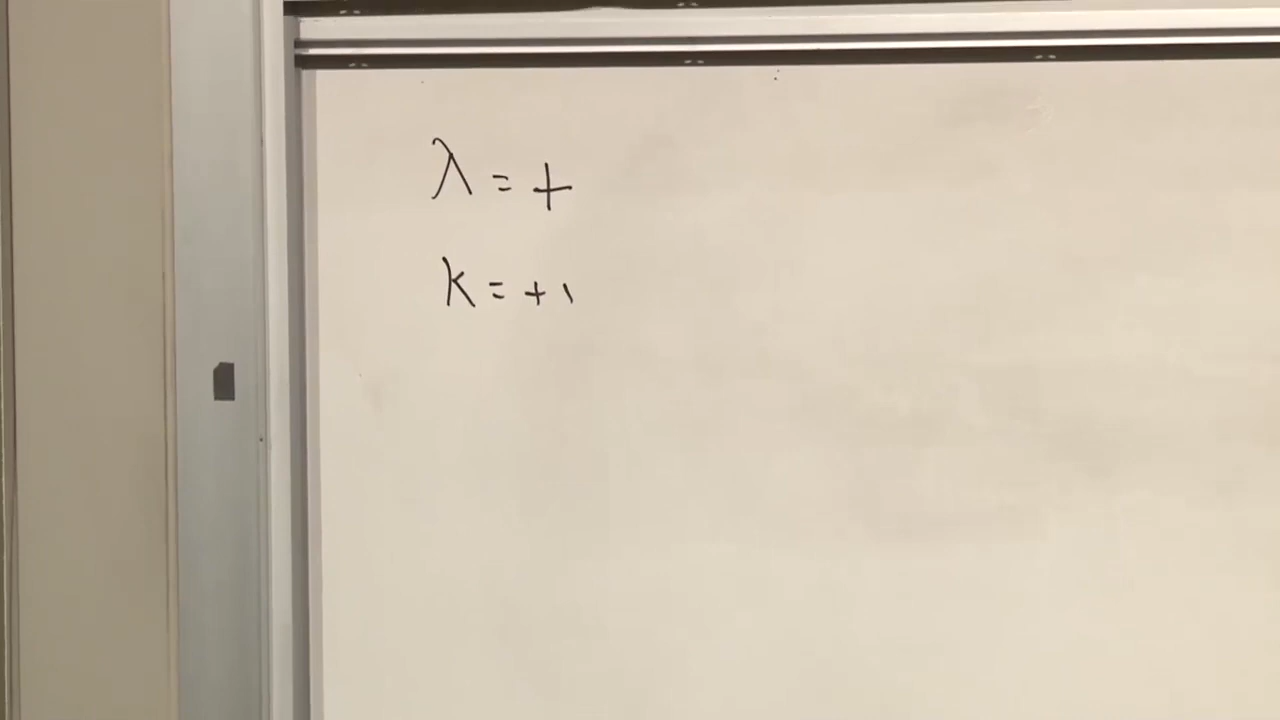 λ = +
k = + 1